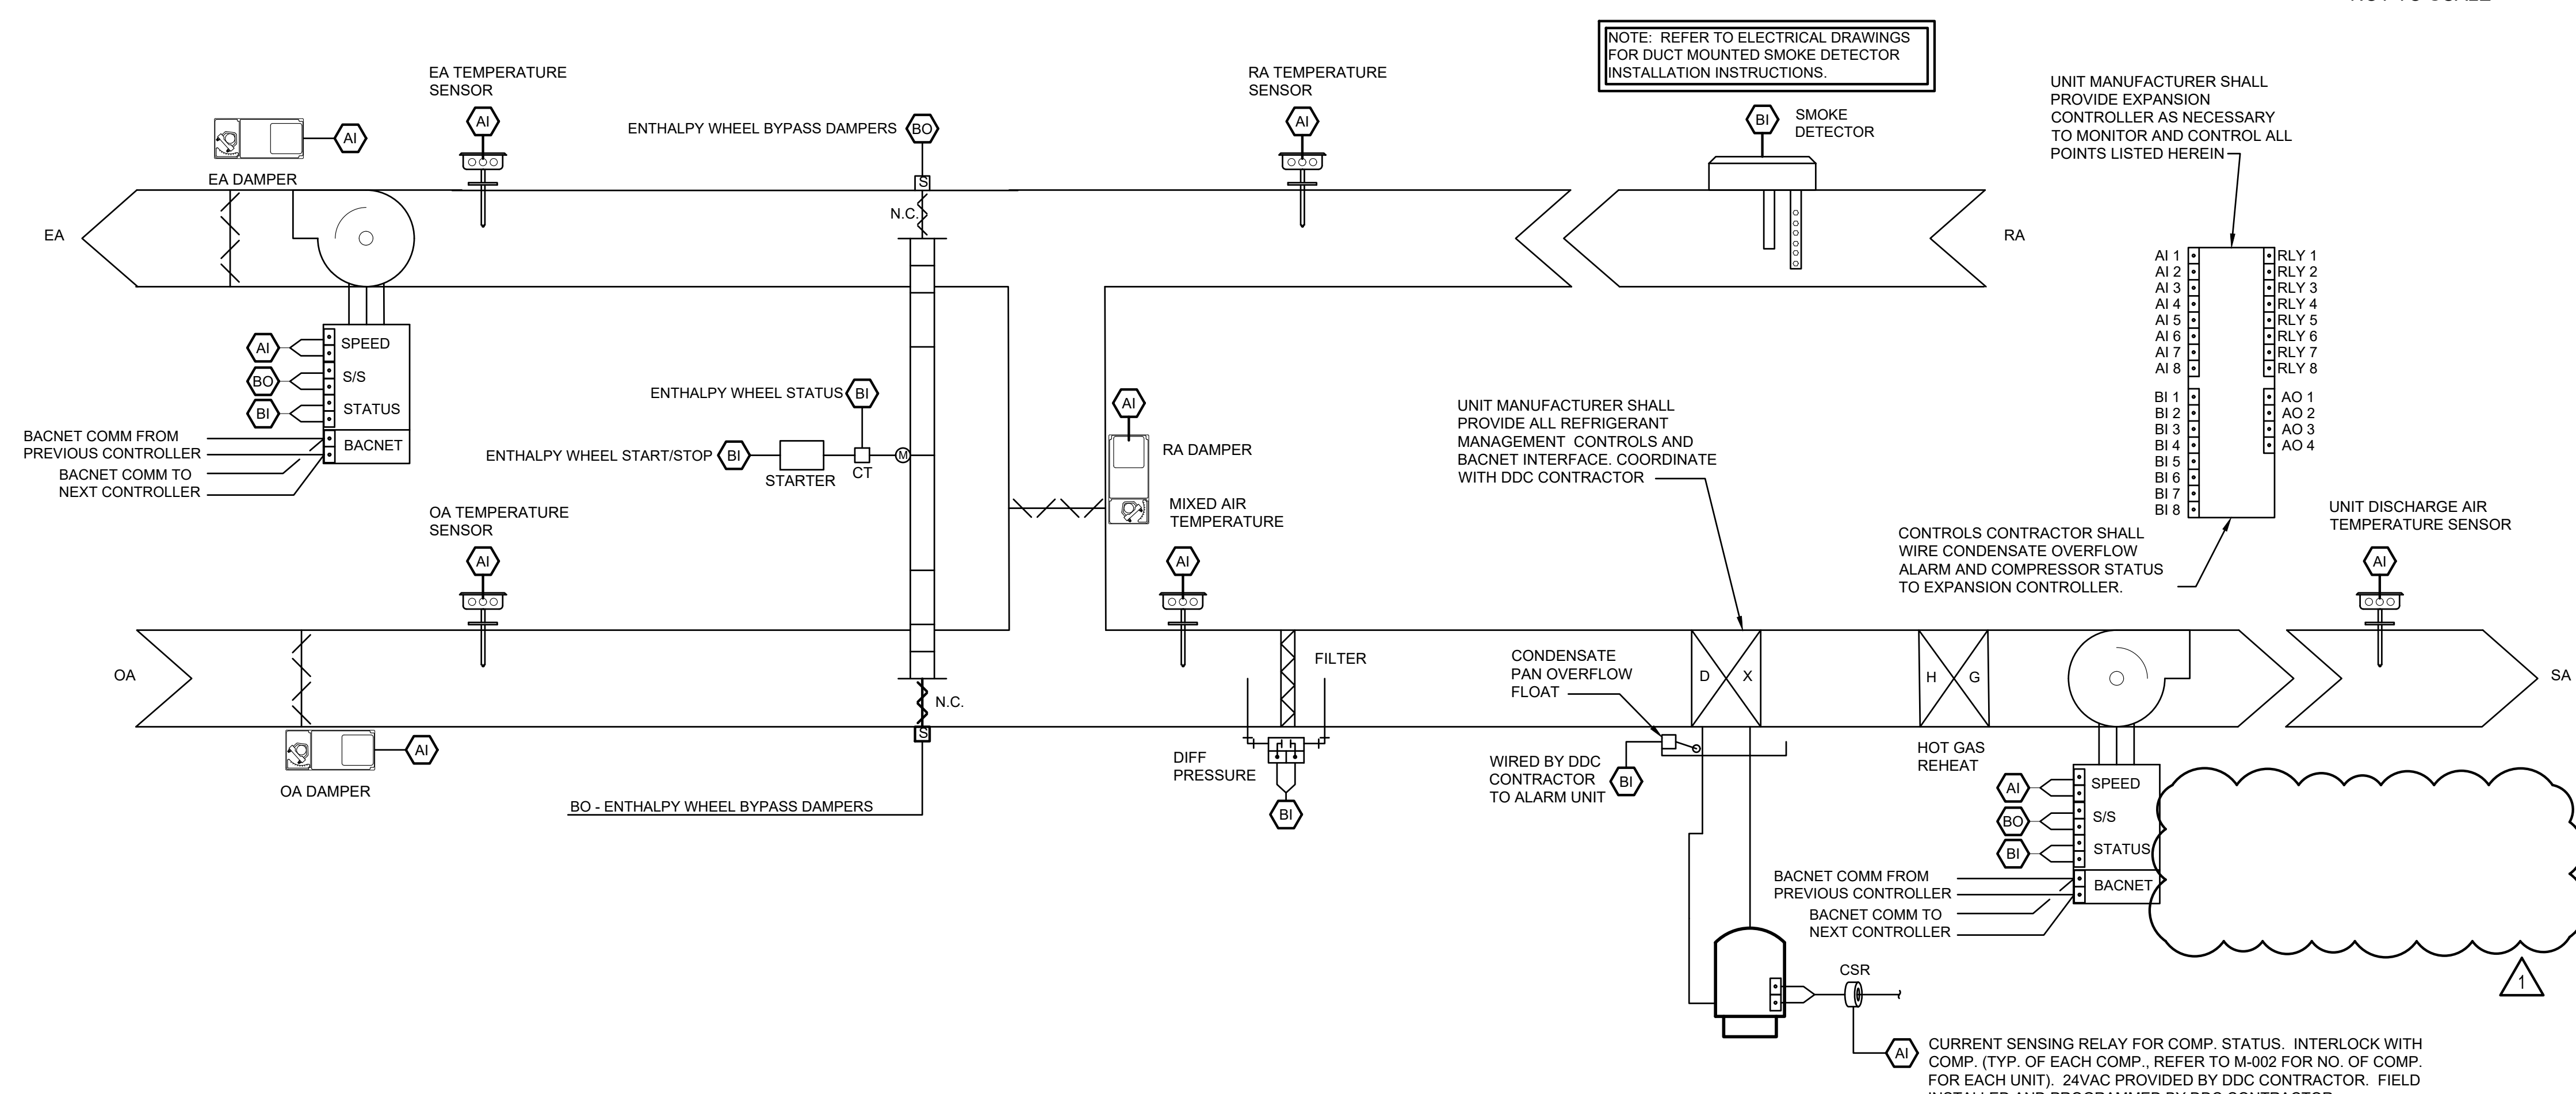 NOTE: REFER TO ELECTRICAL DRAWINGS
FOR DUCT MOUNTED SMOKE DETECTOR
INSTALLATION INSTRUCTIONS.
EA TEMPERATURE
SENSOR
AI
AI
EA DAMPER
ENTHALPY WHEEL BYPASS DAMPERS
BO
S
N.C.
RA TEMPERATURE
SENSOR
AI
BI
SMOKE
DETECTOR
UNIT MANUFACTURER SHALL
PROVIDE EXPANSION
CONTROLLER AS NECESSARY
TO MONITOR AND CONTROL ALL
POINTS LISTED HEREIN
EA
RA
AI 1
AI 2
AI 3
AI 4
AI 5
AI 6
AI 7
AI 8
BI 1
BI 2
BI 3
BI 4
BI 5
BI 6
BI 7
BI 8
RLY 1
RLY 2
RLY 3
RLY 4
RLY 5
RLY 6
RLY 7
RLY 8
AO 1
AO 2
AO 3
AO 4
AI
SPEED
BO
S/S
BI
STATUS
BACNET
BACNET COMM FROM
PREVIOUS CONTROLLER
BACNET COMM TO
NEXT CONTROLLER
ENTHALPY WHEEL STATUS
BI
ENTHALPY WHEEL START/STOP
BI
STARTER
CT
M
AI
RA DAMPER
MIXED AIR
TEMPERATURE
AI
UNIT MANUFACTURER SHALL
PROVIDE ALL REFRIGERANT
MANAGEMENT CONTROLS AND
BACNET INTERFACE. COORDINATE
WITH DDC CONTRACTOR
CONTROLS CONTRACTOR SHALL
WIRE CONDENSATE OVERFLOW
ALARM AND COMPRESSOR STATUS
TO EXPANSION CONTROLLER.
UNIT DISCHARGE AIR
TEMPERATURE SENSOR
AI
OA TEMPERATURE
SENSOR
AI
OA
AI
OA DAMPER
N.C.
S
BO - ENTHALPY WHEEL BYPASS DAMPERS
FILTER
DIFF
PRESSURE
BI
CONDENSATE
PAN OVERFLOW
FLOAT
WIRED BY DDC
CONTRACTOR
TO ALARM UNIT
BI
D X
H G
HOT GAS
REHEAT
SA
AI
SPEED
BO
S/S
BI
STATUS
BACNET
BACNET COMM FROM
PREVIOUS CONTROLLER
BACNET COMM TO
NEXT CONTROLLER
1
CSR
AI
CURRENT SENSING RELAY FOR COMP. STATUS. INTERLOCK WITH
COMP. (TYP. OF EACH COMP., REFER TO M-002 FOR NO. OF COMP.
FOR EACH UNIT). 24VAC PROVIDED BY DDC CONTRACTOR. FIELD